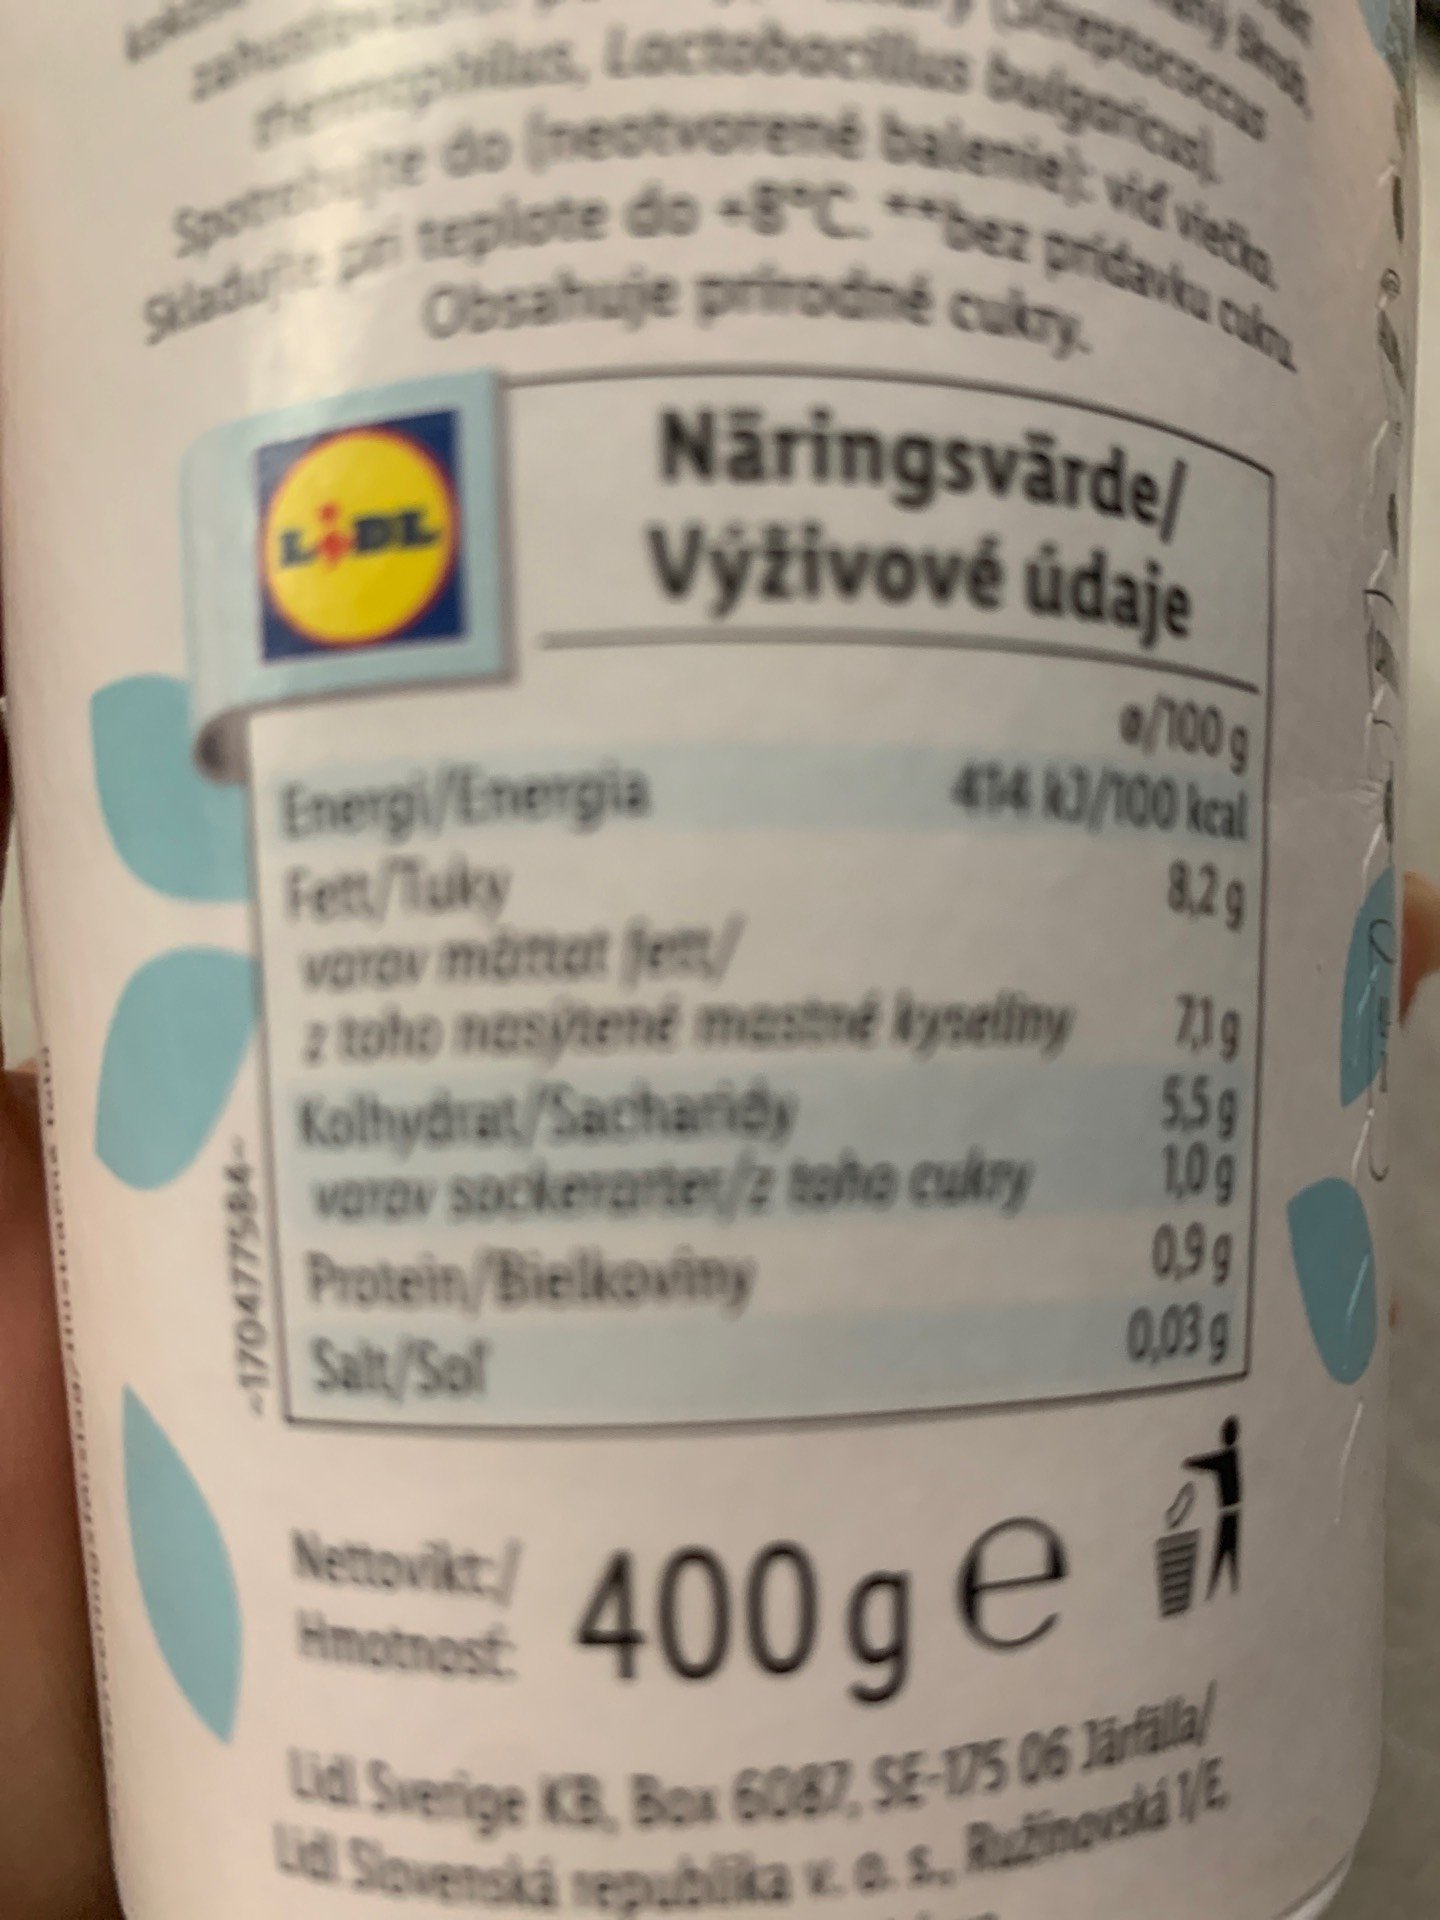 thermophilus, Lactobacillus bulgaricus).
Spotrebujte do (neotvorené balenie): viď viečko.
Skladujte pri teplote do +8°C. **bez prídavku cukru.
Obsahuje prírodné cukry.
LIDL
Näringsvärde/
Výživové údaje
ø/100 g
Energi/Energia 414 kJ/100 kcal
Fett/Tuky 8,2 g
varav mättat fett/
z toho nasýtené mastné kyseliny 7,1 g
Kolhydrat/Sacharidy 5,5 g
varav sockerarter/z toho cukry 1,0 g
Protein/Bielkoviny 0,9 g
Salt/Soľ 0,03 g
-1704177584-
Nettovikt:/
Hmotnosť:
400 g e
Lidl Sverige KB, Box 6087, SE-175 06 Järfälla/
Lidl Slovenská republika v. o. s., Ružinovská 1/E,